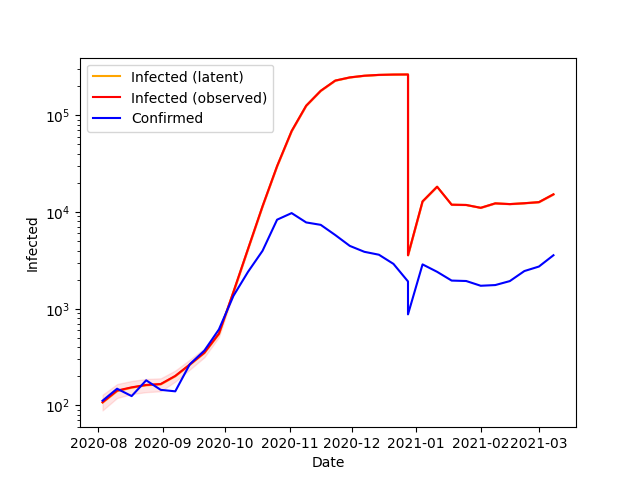 Infected (latent)
Infected (observed)
Confirmed
10^5
10^4
10^3
10^2
Infected
2020-08 2020-09 2020-10 2020-11 2020-12 2021-01 2021-02 2021-03
Date